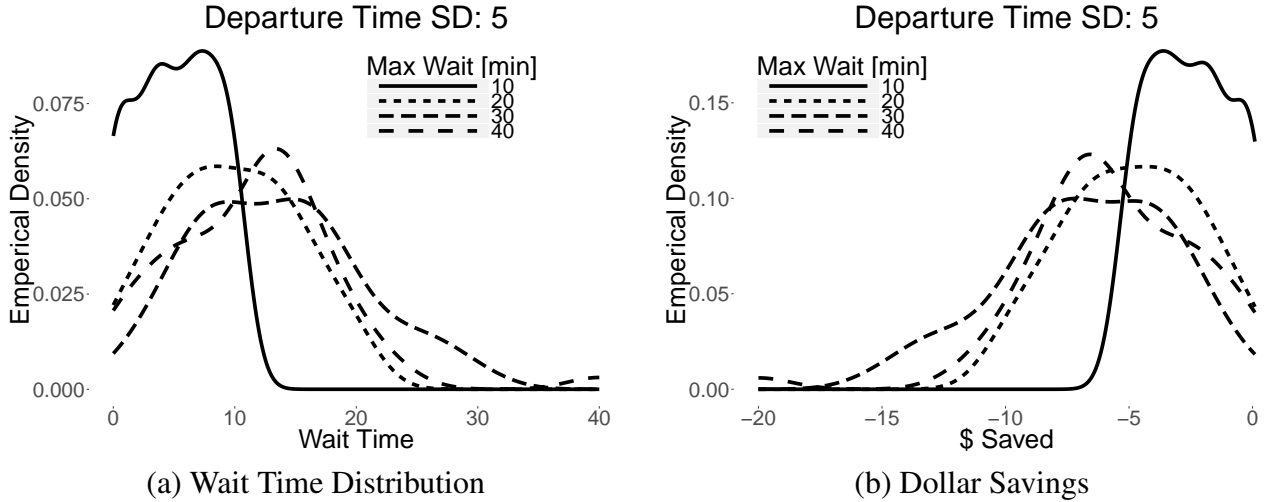 Departure Time SD: 5
Max Wait [min]
10
20
30
40
Emperical Density
0.075
0.050
0.025
0.000
0
10
20
30
40
Wait Time
(a) Wait Time Distribution
Departure Time SD: 5
Max Wait [min]
10
20
30
40
Emperical Density
0.15
0.10
0.05
0.00
−20
−15
−10
−5
0
$ Saved
(b) Dollar Savings